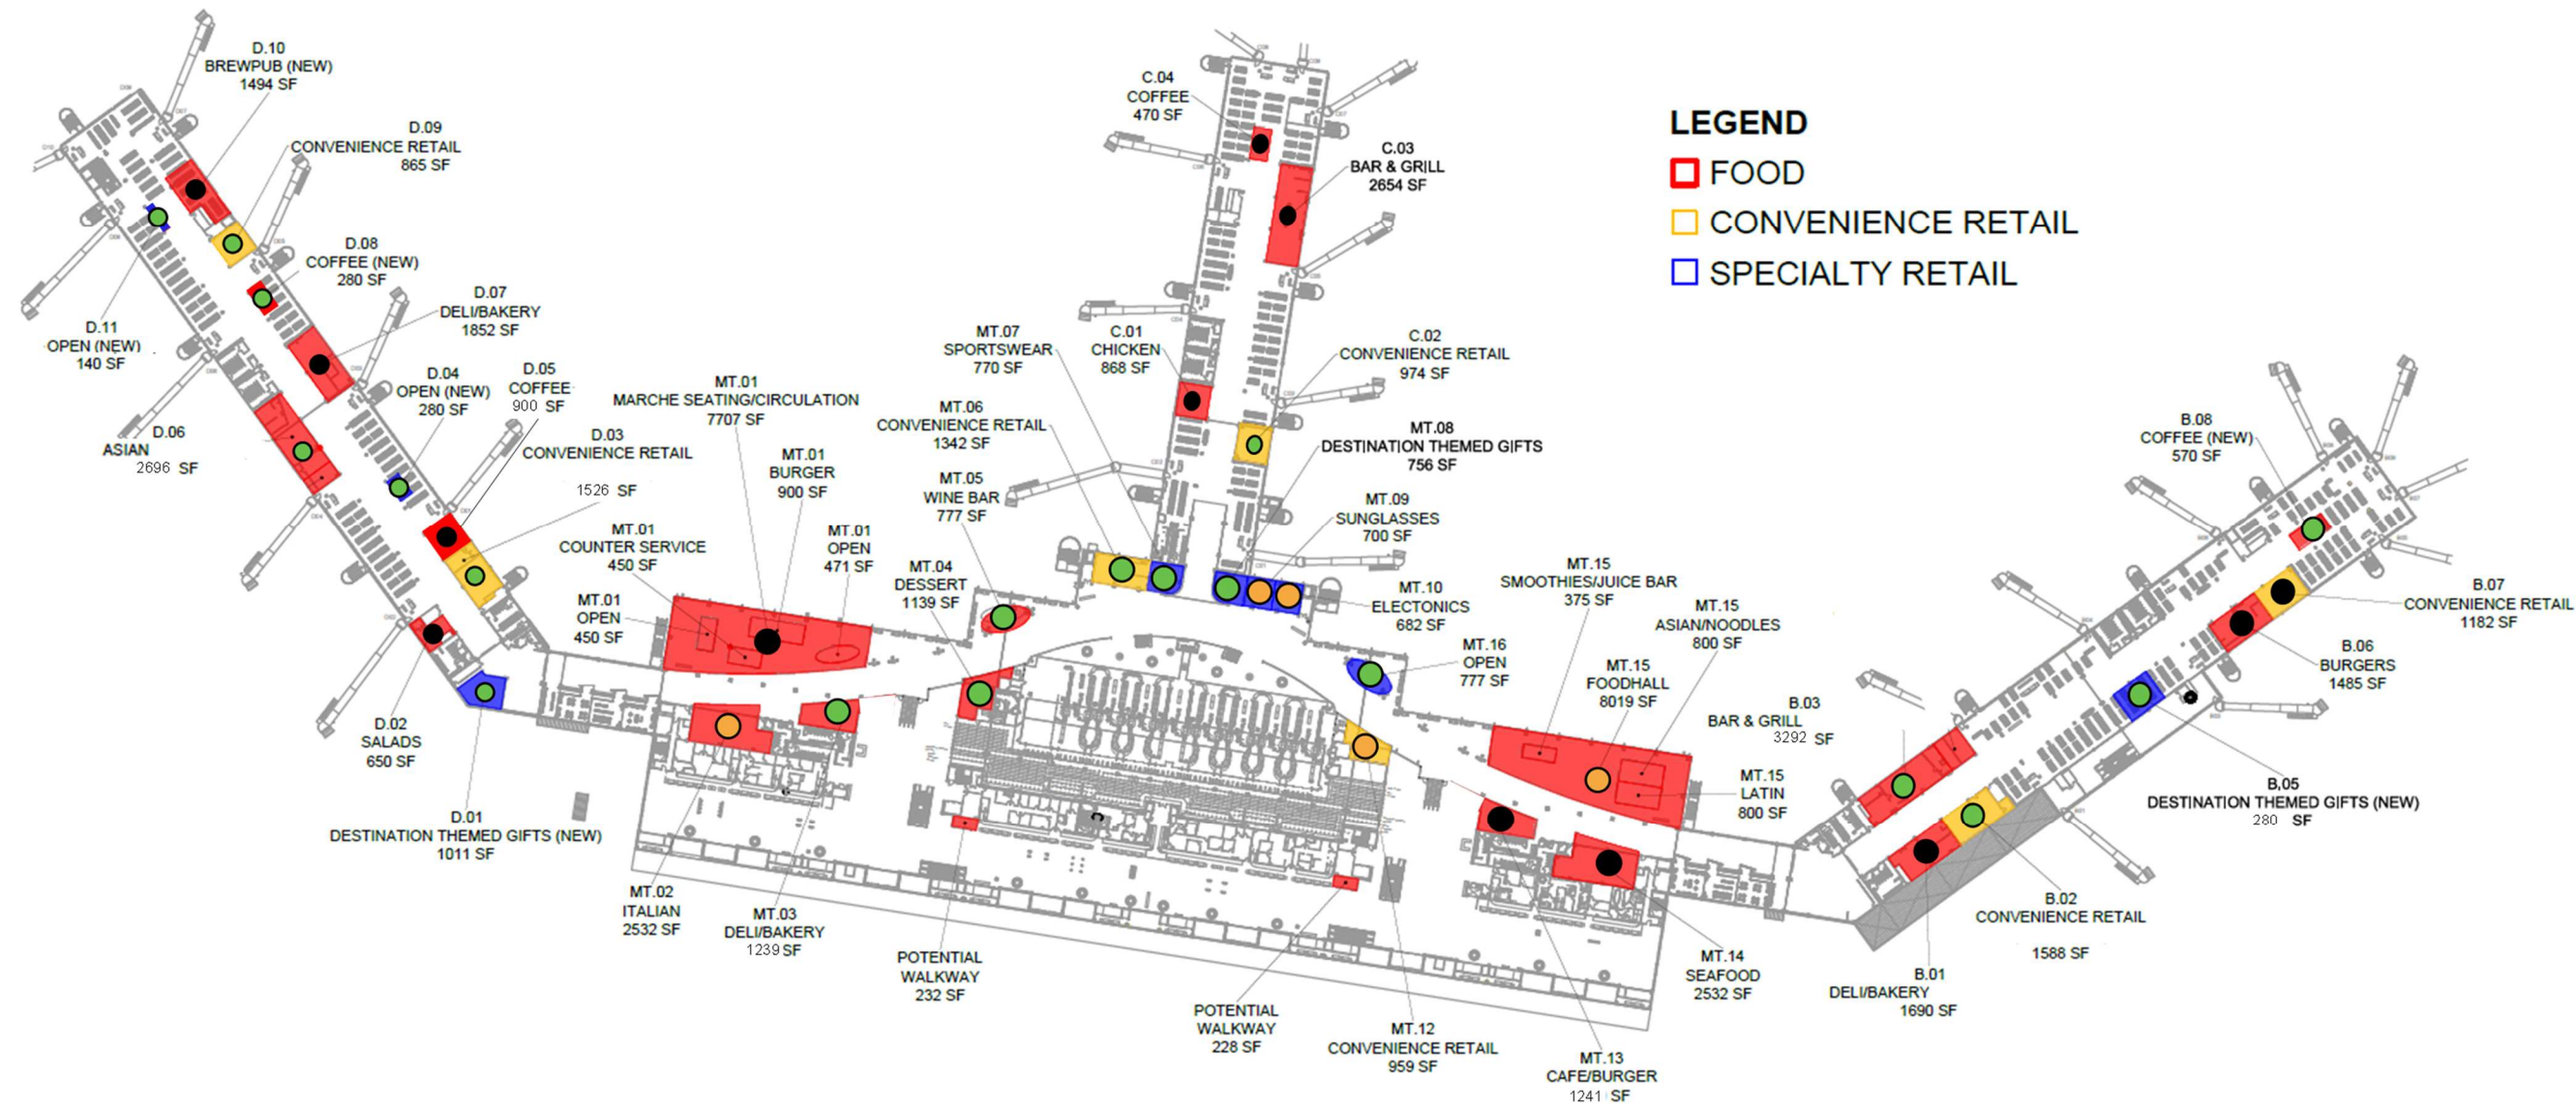 D.10
BREWPUB (NEW)
1494 SF
D.09
CONVENIENCE RETAIL
865 SF
D.08
COFFEE (NEW)
280 SF
D.07
DELI/BAKERY
1852 SF
D.11
OPEN (NEW)
140 SF
D.04
OPEN (NEW)
280 SF
D.05
COFFEE
900 SF
D.06
ASIAN
2696 SF
D.03
CONVENIENCE RETAIL
1526 SF
D.02
SALADS
650 SF
D.01
DESTINATION THEMED GIFTS (NEW)
1011 SF
MT.01
MARCHE SEATING/CIRCULATION
7707 SF
MT.01
BURGER
900 SF
MT.01
COUNTER SERVICE
450 SF
MT.01
OPEN
471 SF
MT.01
OPEN
450 SF
MT.02
ITALIAN
2532 SF
MT.03
DELI/BAKERY
1239 SF
MT.04
DESSERT
1139 SF
MT.05
WINE BAR
777 SF
MT.06
CONVENIENCE RETAIL
1342 SF
MT.07
SPORTSWEAR
770 SF
C.04
COFFEE
470 SF
C.03
BAR & GRILL
2654 SF
C.01
CHICKEN
868 SF
C.02
CONVENIENCE RETAIL
974 SF
MT.08
DESTINATION THEMED GIFTS
756 SF
MT.09
SUNGLASSES
700 SF
MT.10
ELECTONICS
682 SF
MT.16
OPEN
777 SF
MT.15
SMOOTHIES/JUICE BAR
375 SF
MT.15
ASIAN/NOODLES
800 SF
MT.15
FOODHALL
8019 SF
MT.15
LATIN
800 SF
POTENTIAL
WALKWAY
232 SF
POTENTIAL
WALKWAY
228 SF
MT.12
CONVENIENCE RETAIL
959 SF
MT.13
CAFE/BURGER
1241 SF
MT.14
SEAFOOD
2532 SF
B.03
BAR & GRILL
3292 SF
B.01
DELI/BAKERY
1690 SF
B.02
CONVENIENCE RETAIL
1588 SF
B.05
DESTINATION THEMED GIFTS (NEW)
280 SF
B.06
BURGERS
1485 SF
B.07
CONVENIENCE RETAIL
1182 SF
B.08
COFFEE (NEW)
570 SF
LEGEND
FOOD
CONVENIENCE RETAIL
SPECIALTY RETAIL